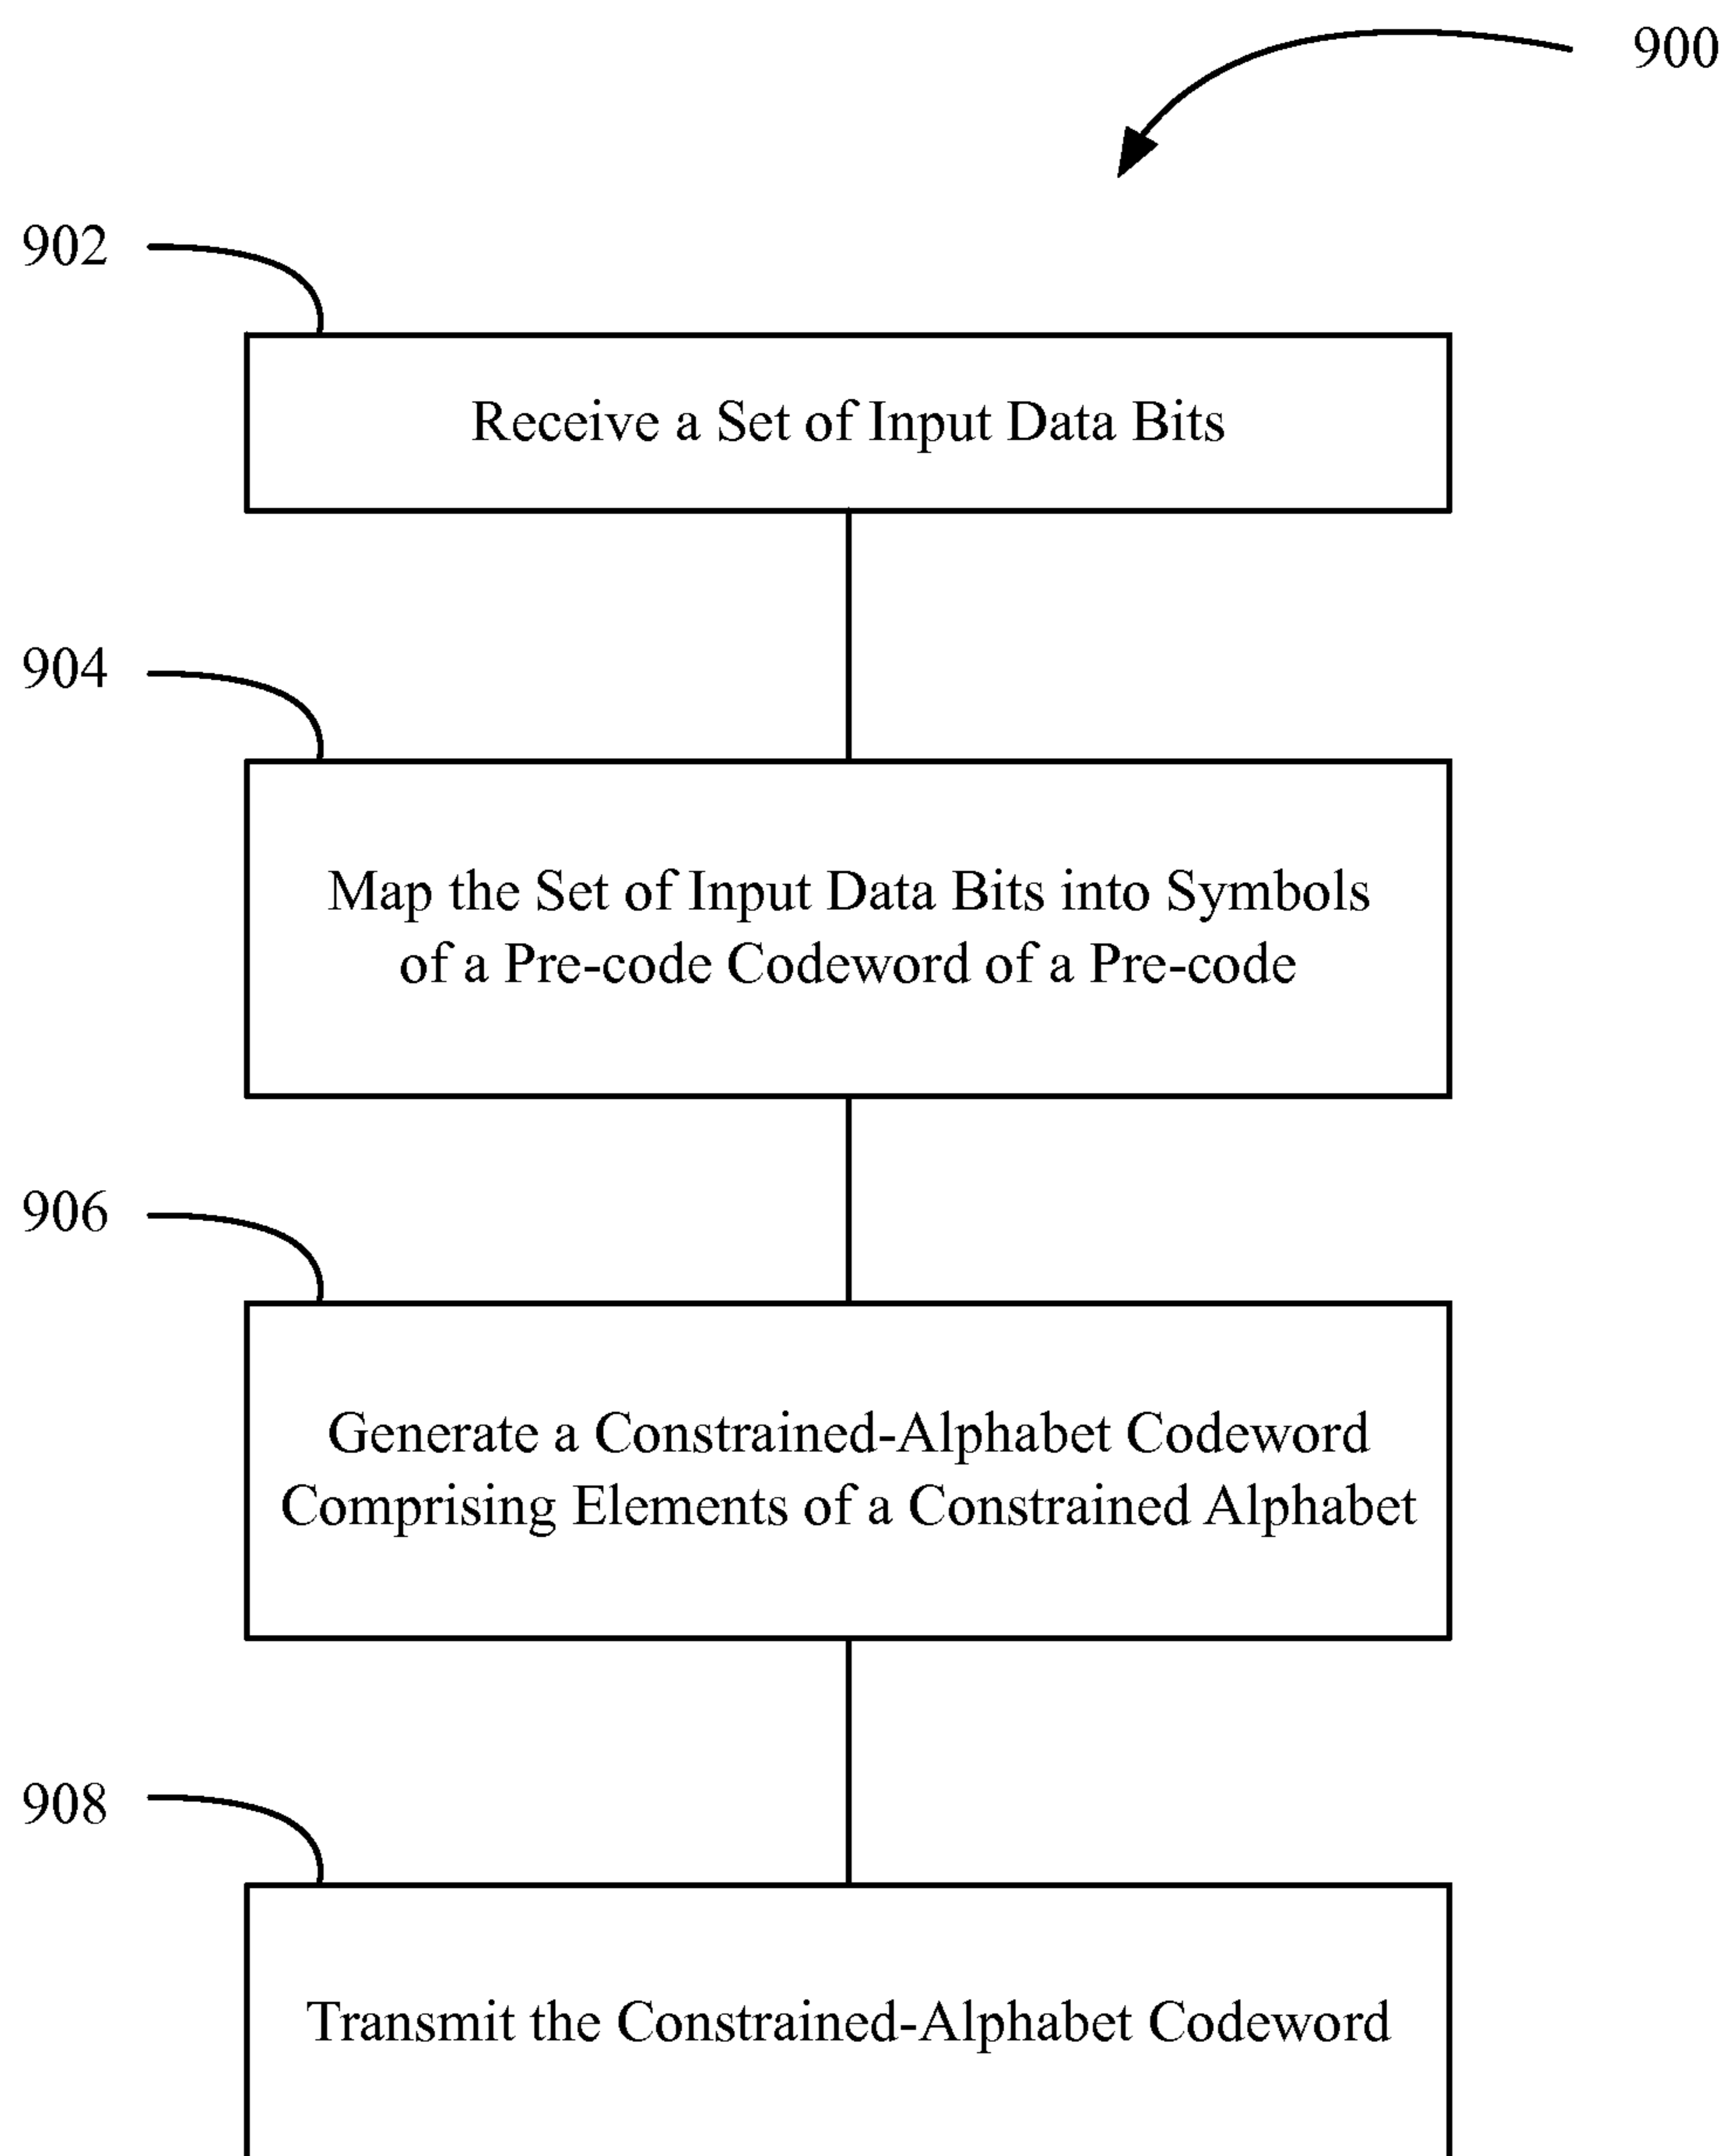 900
902
Receive a Set of Input Data Bits
904
Map the Set of Input Data Bits into Symbols
of a Pre-code Codeword of a Pre-code
906
Generate a Constrained-Alphabet Codeword
Comprising Elements of a Constrained Alphabet
908
Transmit the Constrained-Alphabet Codeword